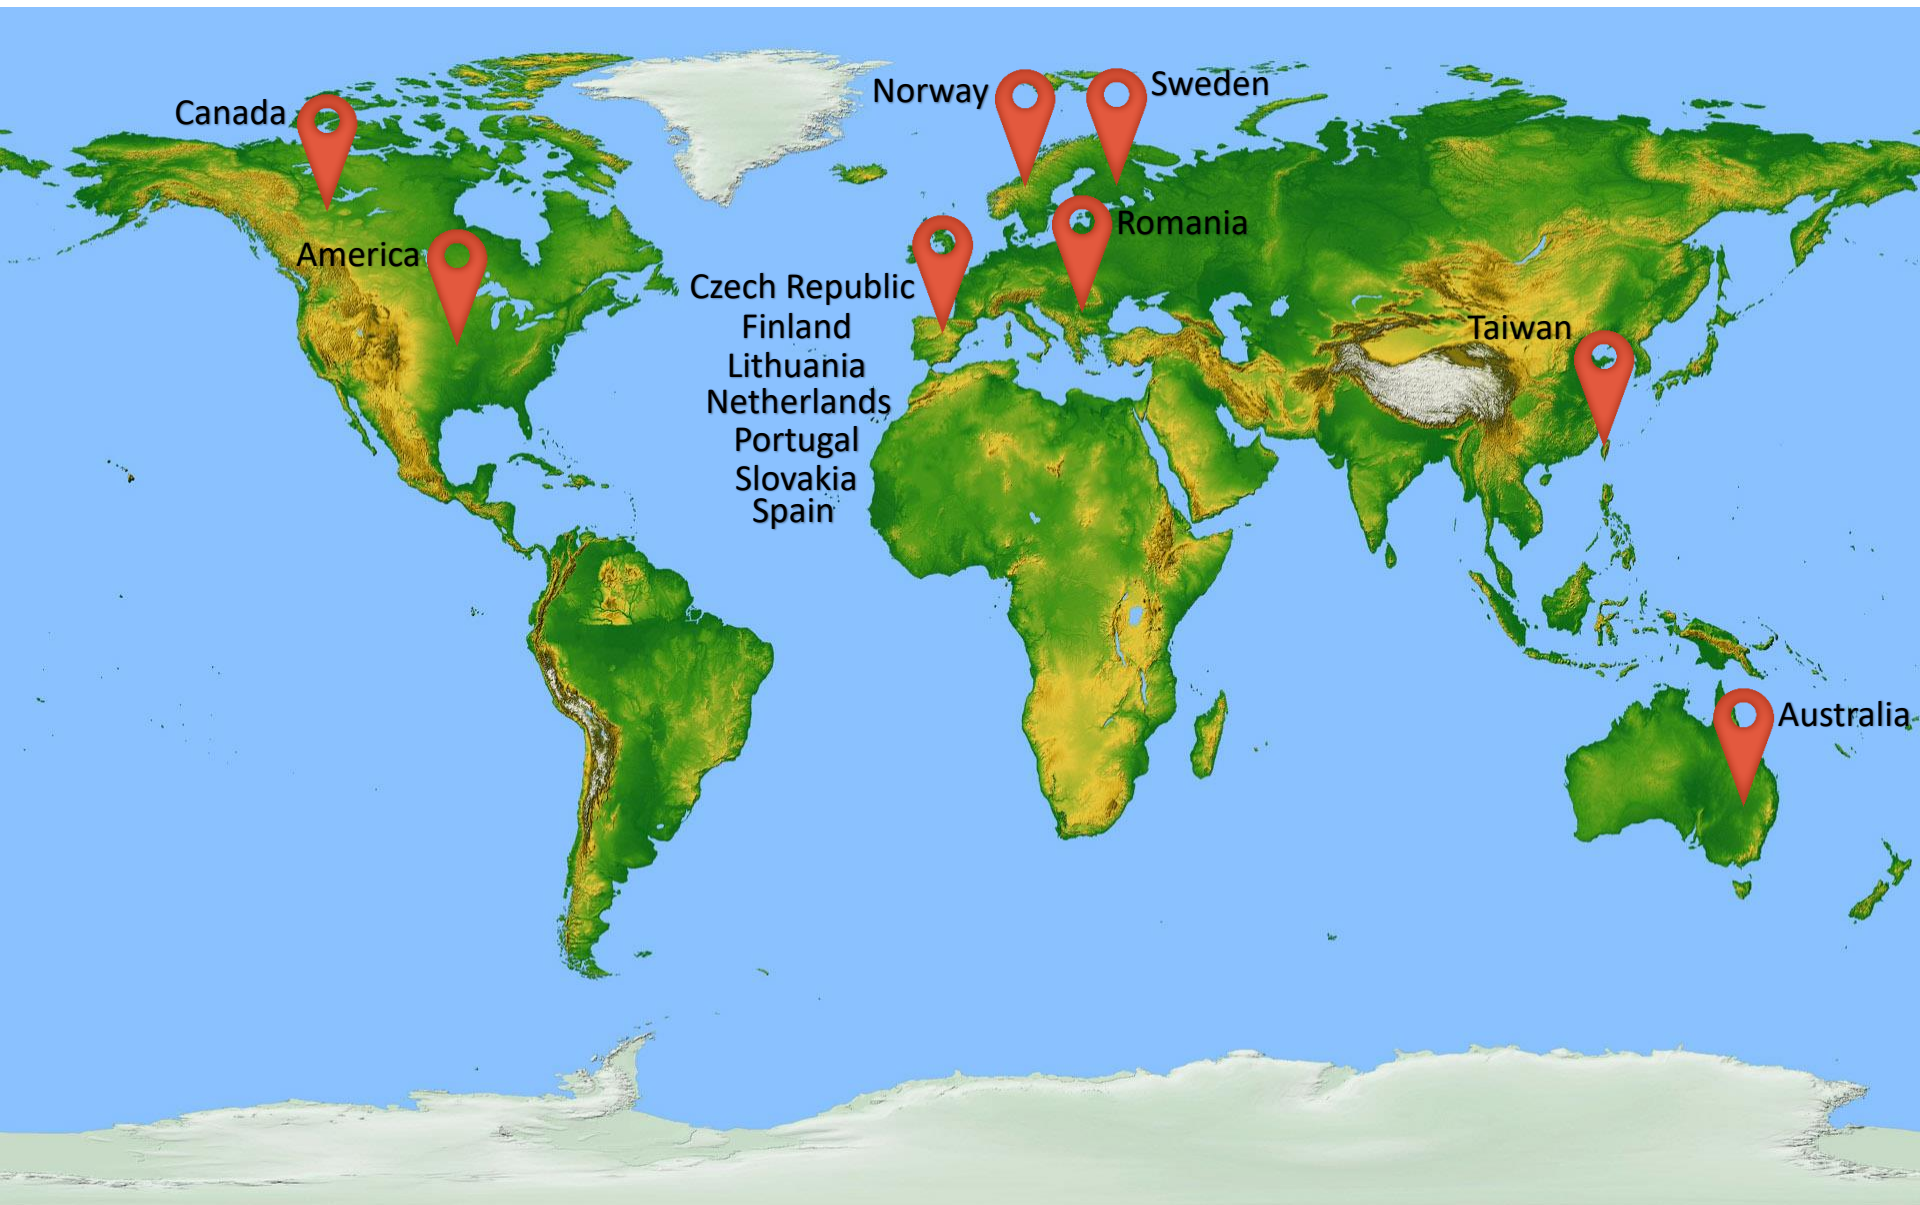 Canada
Norway
Sweden
America
Romania
Czech Republic
Finland
Lithuania
Netherlands
Portugal
Slovakia
Spain
Taiwan
Australia